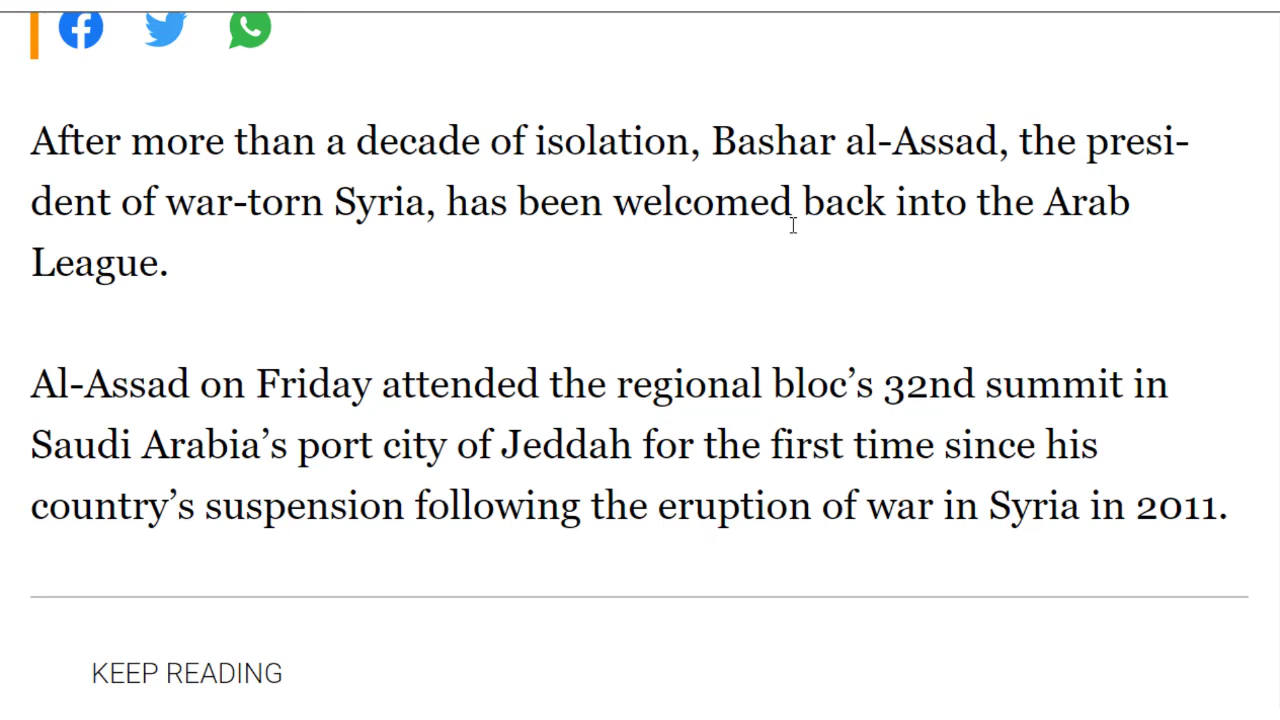 After more than a decade of isolation, Bashar al-Assad, the presi-
dent of war-torn Syria, has been welcomed back into the Arab
League.
Al-Assad on Friday attended the regional bloc’s 32nd summit in
Saudi Arabia’s port city of Jeddah for the first time since his
country’s suspension following the eruption of war in Syria in 2011.
KEEP READING